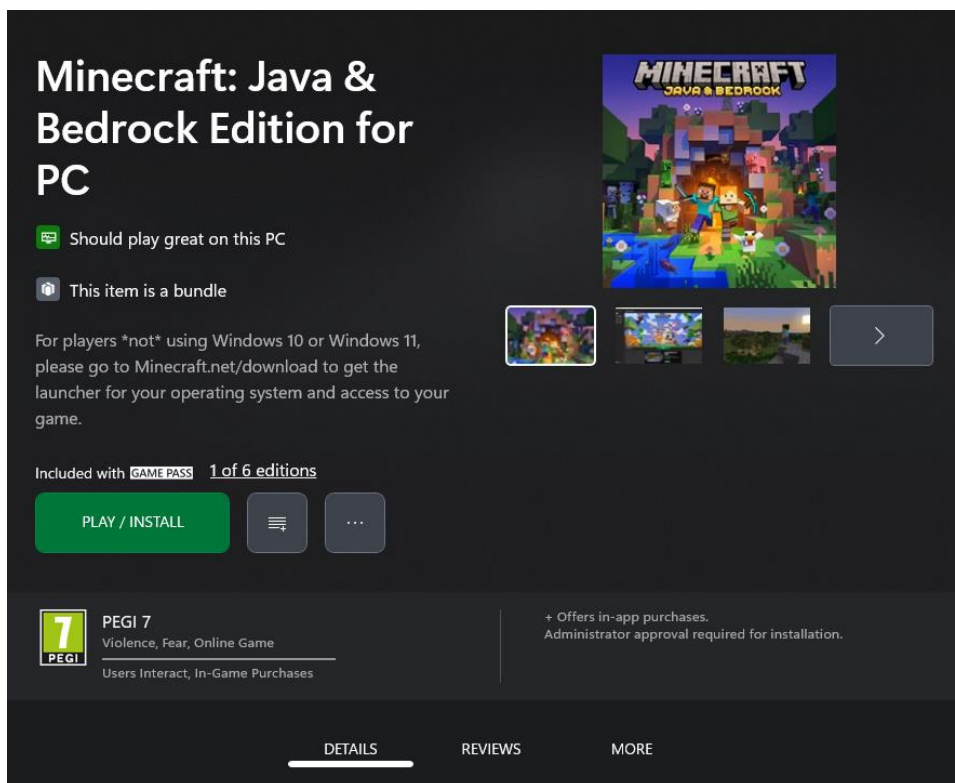 Minecraft: Java &
Bedrock Edition for
PC
Should play great on this PC
This item is a bundle
For players *not* using Windows 10 or Windows 11,
please go to Minecraft.net/download to get the
launcher for your operating system and access to your
game.
Included with GAME PASS 1 of 6 editions
PLAY / INSTALL
MINECRAFT
JAVA & BEDROCK
7
PEGI
PEGI 7
Violence, Fear, Online Game
Users Interact, In-Game Purchases
+ Offers in-app purchases.
Administrator approval required for installation.
DETAILS REVIEWS MORE